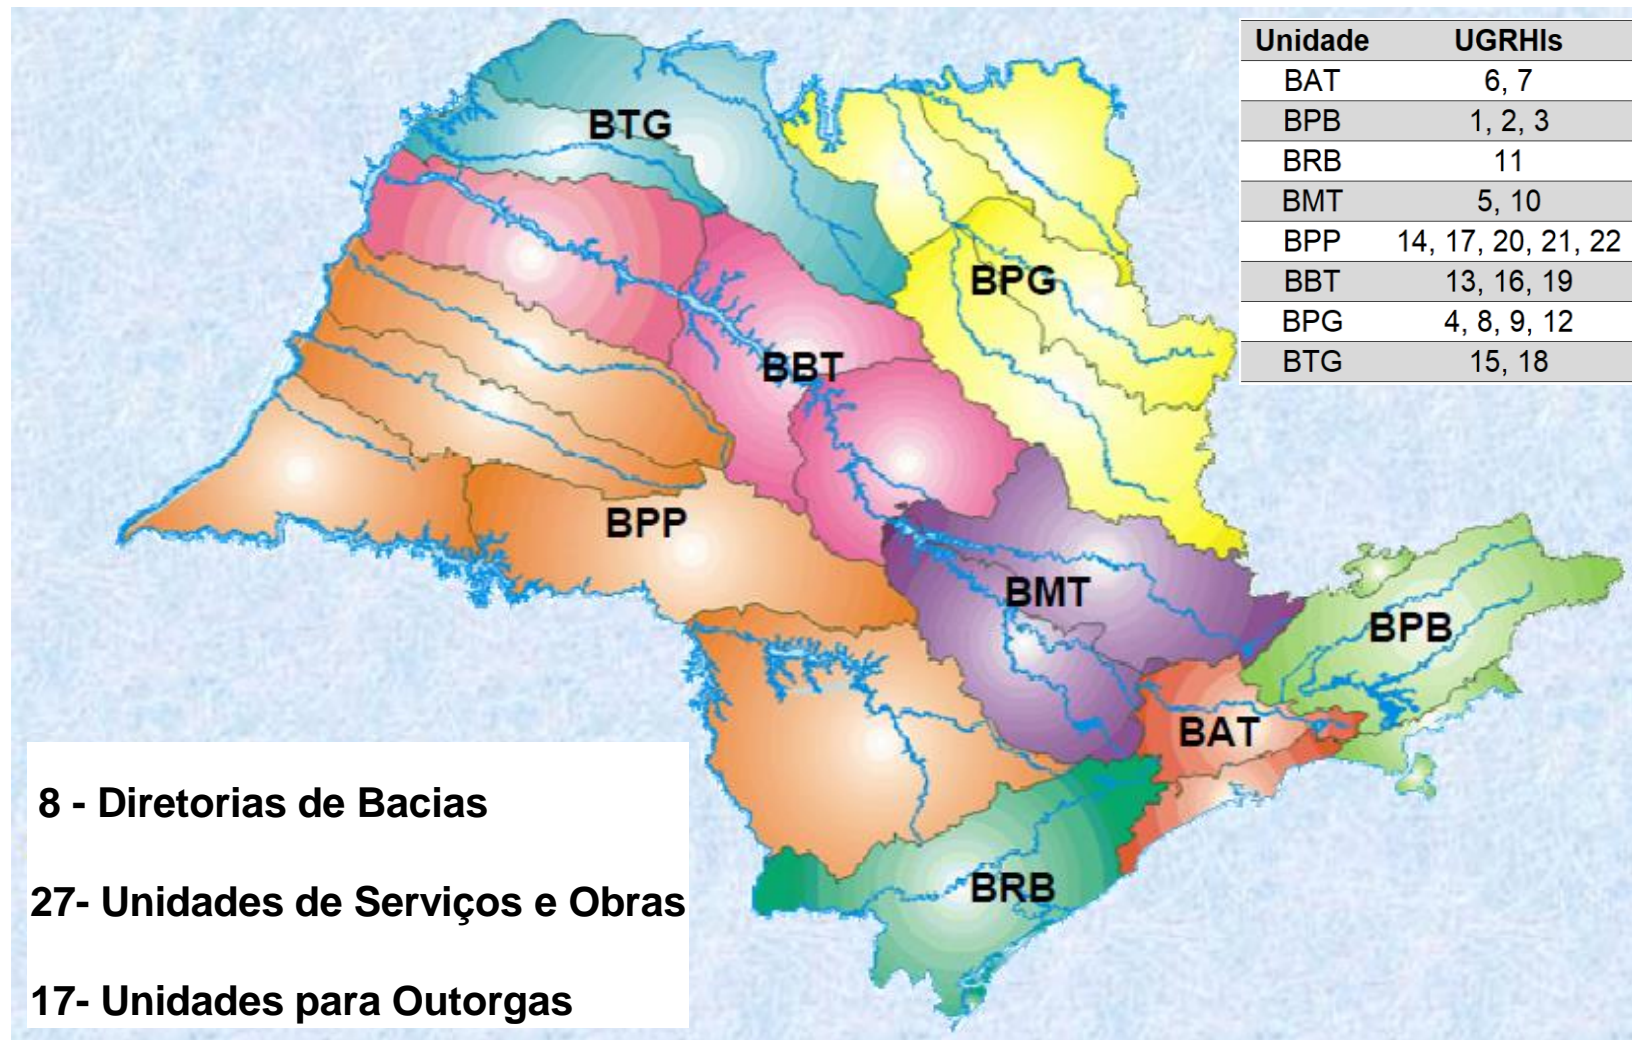 Unidade UGRHIs
BAT 6, 7
BPB 1, 2, 3
BRB 11
BMT 5, 10
BPP 14, 17, 20, 21, 22
BBT 13, 16, 19
BPG 4, 8, 9, 12
BTG 15, 18
BTG
BPG
BBT
BPP
BMT
BPB
BAT
BRB
8 - Diretorias de Bacias
27- Unidades de Serviços e Obras
17- Unidades para Outorgas